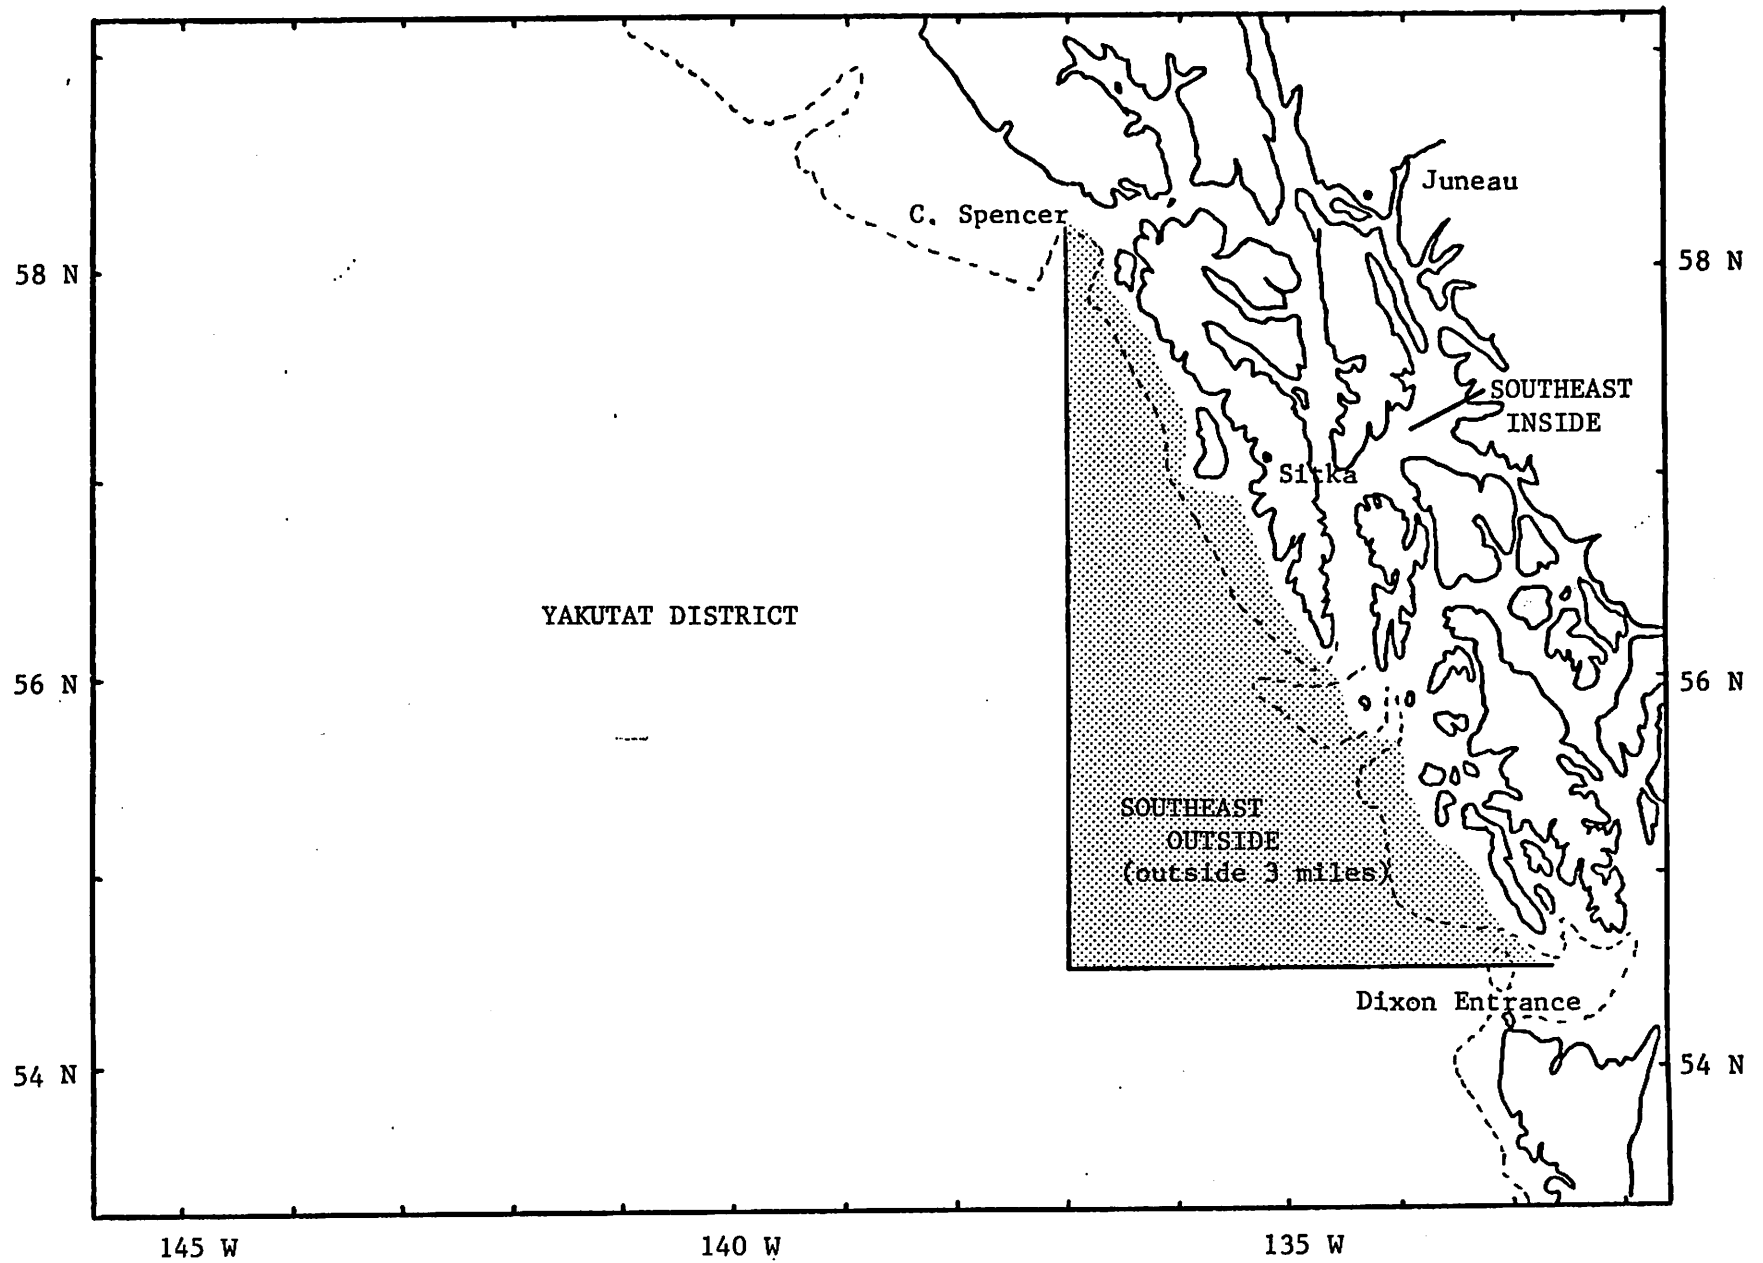 Juneau
C. Spencer
58 N
58 N
SOUTHEAST
INSIDE
Sitka
YAKUTAT DISTRICT
56 N
56 N
SOUTHEAST
OUTSIDE
(outside 3 miles)
Dixon Entrance
54 N
54 N
145 W
140 W
135 W